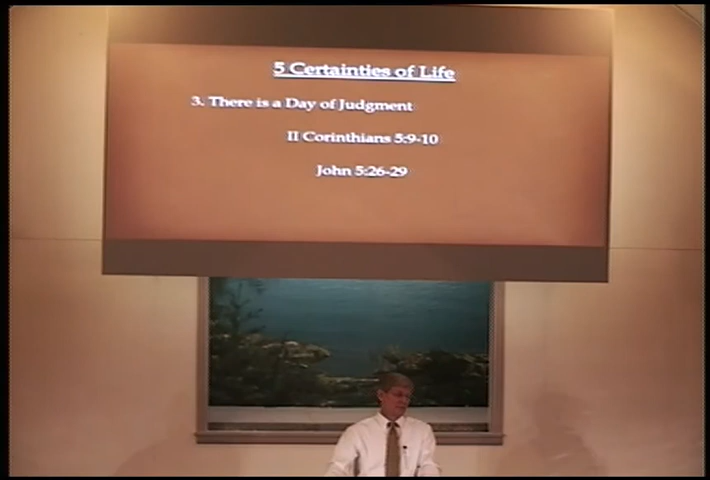 5 Certainties of Life
3. There is a Day of Judgment
II Corinthians 5:9-10
John 5:26-29